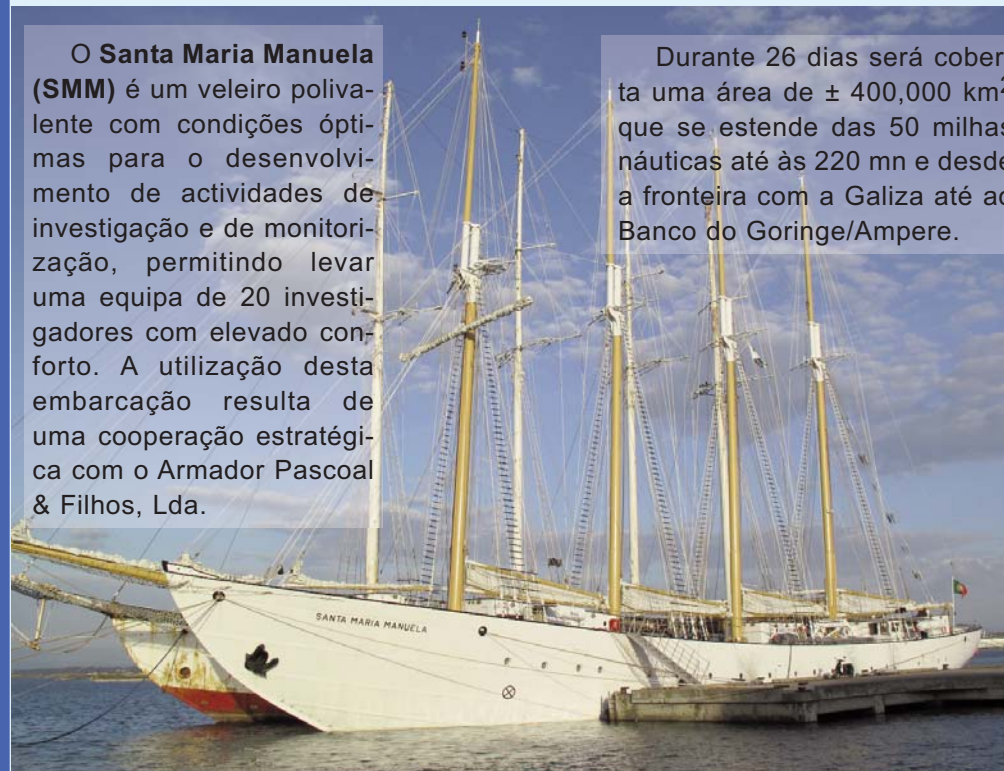 O Santa Maria Manuela
(SMM) é um veleiro poliva-
lente com condições ópti-
mas para o desenvolvi-
mento de actividades de
investigação e de monitori-
zação, permitindo levar
uma equipa de 20 investi-
gadores com elevado con-
forto. A utilização desta
embarcação resulta de
uma cooperação estratégi-
ca com o Armador Pascoal
& Filhos, Lda.
Durante 26 dias será cober
ta uma área de ± 400,000 km²
que se estende das 50 milhas
náuticas até às 220 mn e desde
a fronteira com a Galiza até ao
Banco do Goringe/Ampere.
SANTA MARIA MANUELA